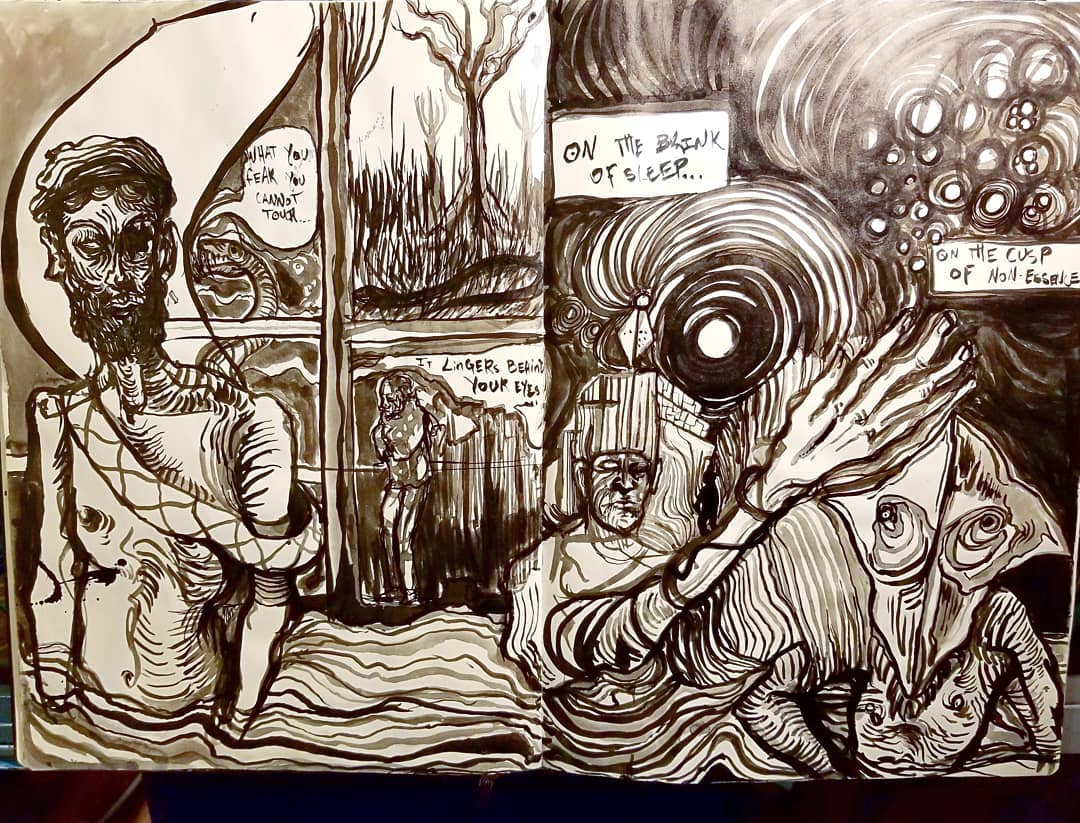 WHAT YOU
FEAR YOU
CANNOT
TOUCH...
IT LINGERS BEHIND
YOUR EYES
ON THE BRINK
OF SLEEP...
ON THE CUSP
OF NON-ESSENCE